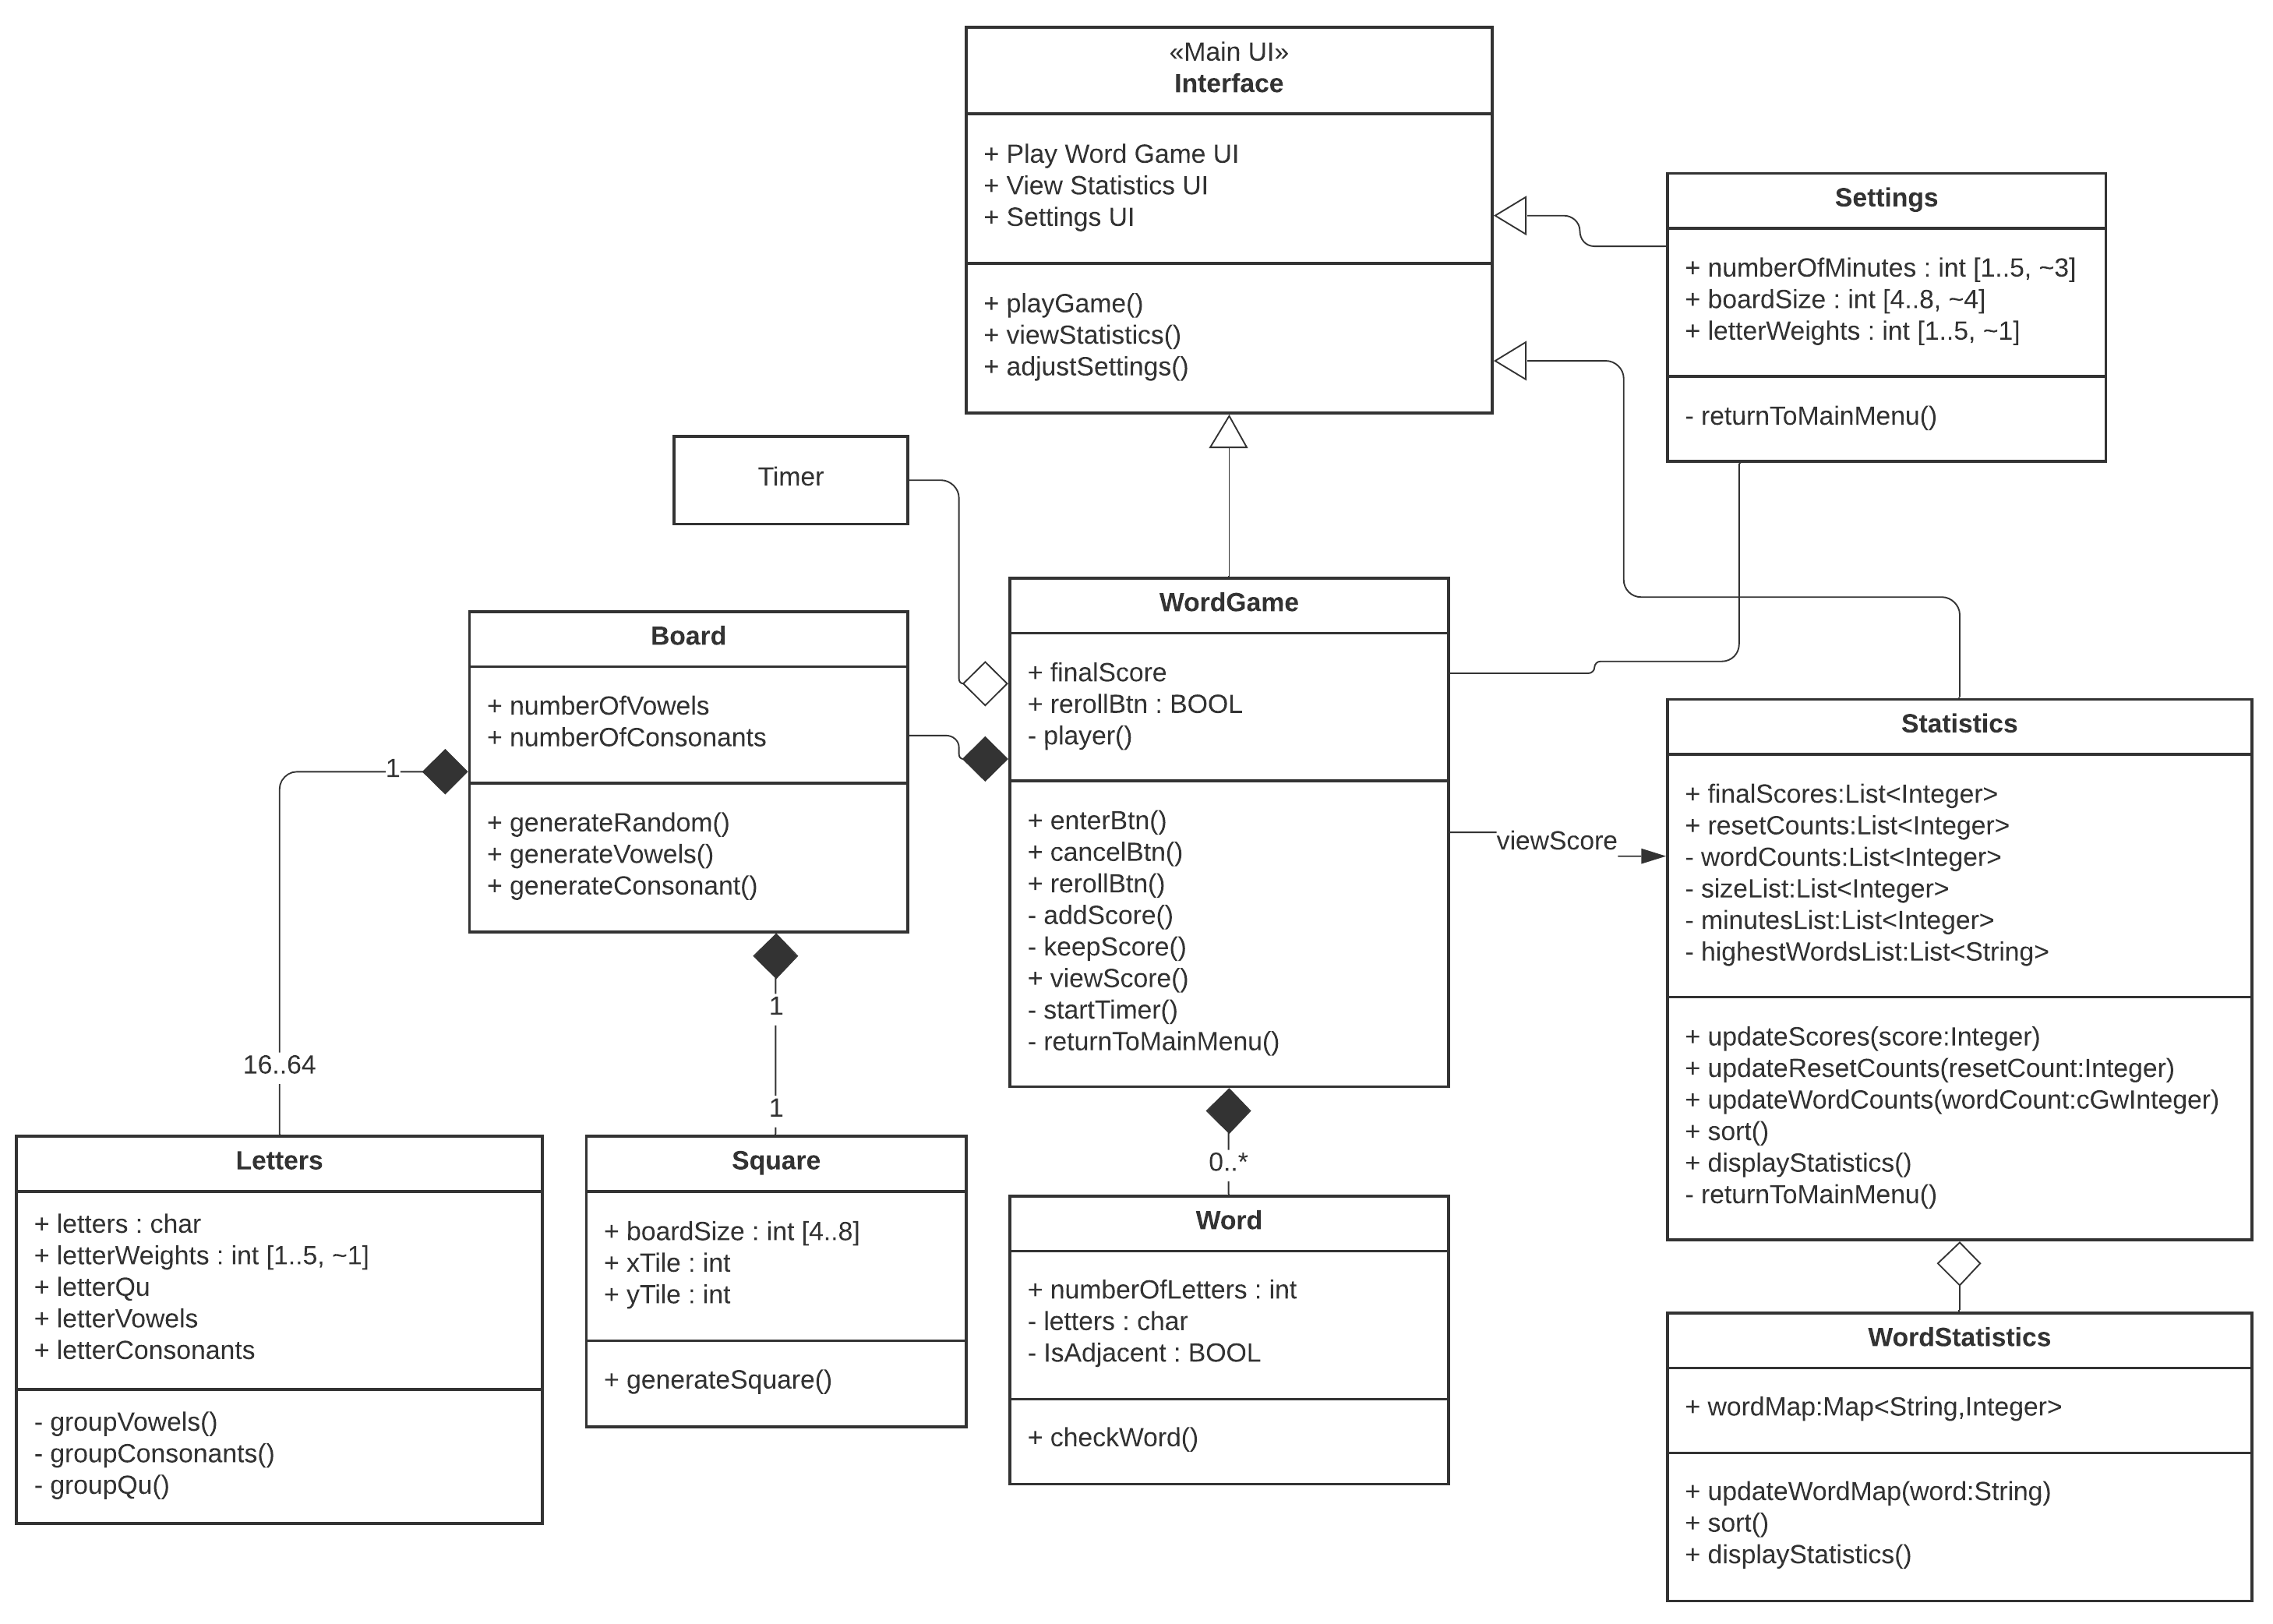 «Main UI»
Interface
+ Play Word Game UI
+ View Statistics UI
+ Settings UI
+ playGame()
+ viewStatistics()
+ adjustSettings()
Settings
+ numberOfMinutes : int [1..5, ~3]
+ boardSize : int [4..8, ~4]
+ letterWeights : int [1..5, ~1]
- returnToMainMenu()
Timer
Board
+ numberOfVowels
+ numberOfConsonants
+ generateRandom()
+ generateVowels()
+ generateConsonant()
WordGame
+ finalScore
+ rerollBtn : BOOL
- player()
+ enterBtn()
+ cancelBtn()
+ rerollBtn()
- addScore()
- keepScore()
+ viewScore()
- startTimer()
- returnToMainMenu()
viewScore
Statistics
+ finalScores:List<Integer>
+ resetCounts:List<Integer>
- wordCounts:List<Integer>
- sizeList:List<Integer>
- minutesList:List<Integer>
- highestWordsList:List<String>
+ updateScores(score:Integer)
+ updateResetCounts(resetCount:Integer)
+ updateWordCounts(wordCount:cGwInteger)
+ sort()
+ displayStatistics()
- returnToMainMenu()
1
16..64
1
1
0..*
Letters
+ letters : char
+ letterWeights : int [1..5, ~1]
+ letterQu
+ letterVowels
+ letterConsonants
- groupVowels()
- groupConsonants()
- groupQu()
Square
+ boardSize : int [4..8]
+ xTile : int
+ yTile : int
+ generateSquare()
Word
+ numberOfLetters : int
- letters : char
- IsAdjacent : BOOL
+ checkWord()
WordStatistics
+ wordMap:Map<String,Integer>
+ updateWordMap(word:String)
+ sort()
+ displayStatistics()